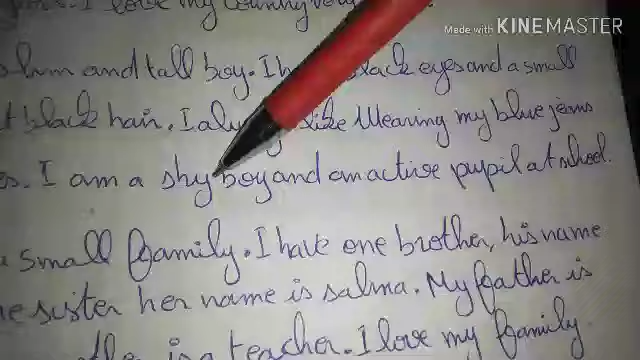 Made with KINEMASTER
I love my country very
slim and tall boy. I h black eyes and a small
t black hair. I alw like Wearing my blue jeans
s. I am a shy boy and an active pupil at school.
a small family. I have one brother, his name
e sister her name is salma. My father is
is a teacher. I love my family.